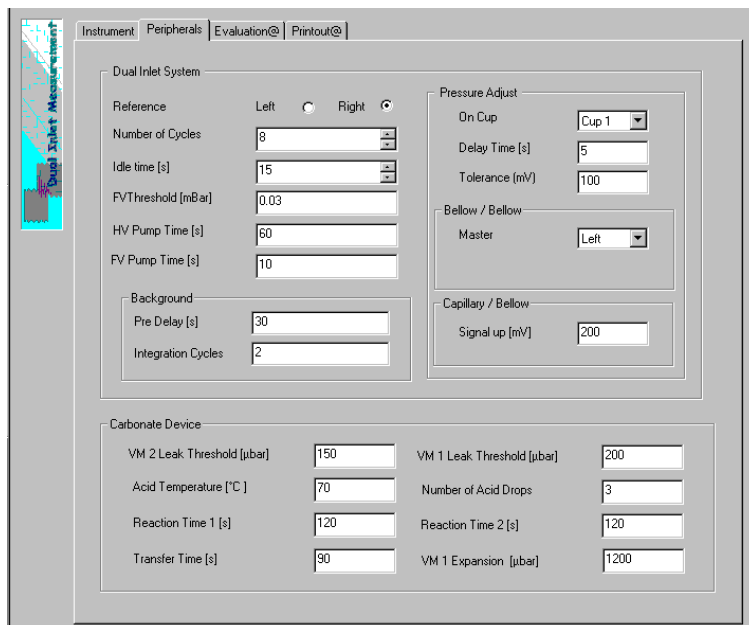 Dual Inlet Measurement
Instrument Peripherals Evaluation@ Printout@
Dual Inlet System
Reference Left Right
Number of Cycles 8
Idle time [s] 15
FVThreshold [mBar] 0.03
HV Pump Time [s] 60
FV Pump Time [s] 10
Background
Pre Delay [s] 30
Integration Cycles 2
Pressure Adjust
On Cup Cup 1
Delay Time [s] 5
Tolerance (mV) 100
Bellow / Bellow
Master Left
Capillary / Bellow
Signal up [mV] 200
Carbonate Device
VM 2 Leak Threshold [µbar] 150 VM 1 Leak Threshold [µbar] 200
Acid Temperature [°C ] 70 Number of Acid Drops 3
Reaction Time 1 [s] 120 Reaction Time 2 [s] 120
Transfer Time [s] 90 VM 1 Expansion [µbar] 1200